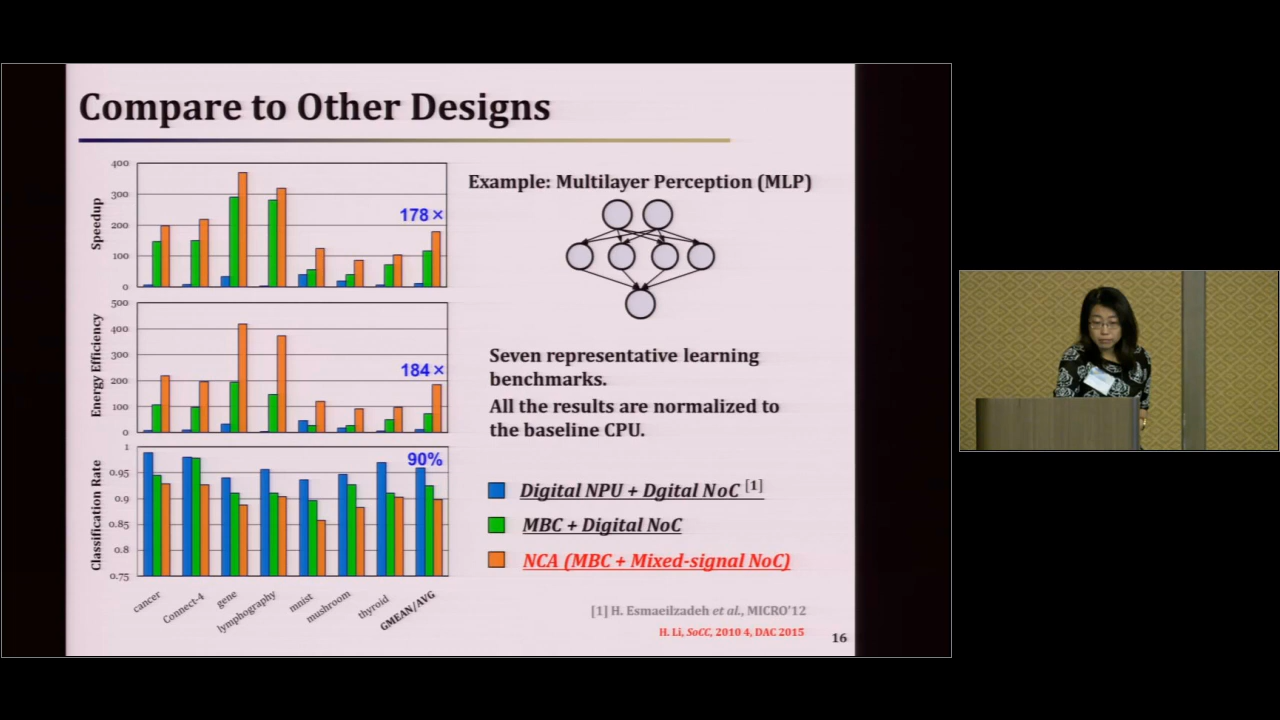 Compare to Other Designs
400
300
200
100
0
Speedup
178 ×
500
400
300
200
100
0
Energy Efficiency
184 ×
1
0.95
0.9
0.85
0.8
0.75
Classification Rate
90%
cancer
Connect-4
gene
lymphography
mnist
mushroom
thyroid
GMEAN/AVG
Example: Multilayer Perception (MLP)
Seven representative learning
benchmarks.
All the results are normalized to
the baseline CPU.
Digital NPU + Dgital NoC [1]
MBC + Digital NoC
NCA (MBC + Mixed-signal NoC)
[1] H. Esmaeilzadeh et al., MICRO'12
H. Li, SoCC, 2010 4, DAC 2015
16